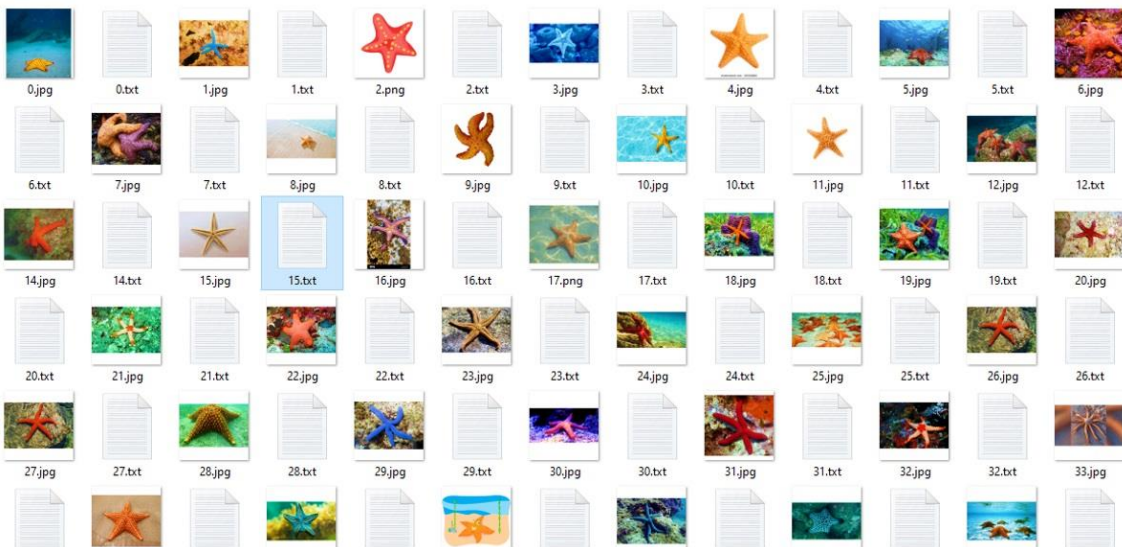 0.jpg 0.txt 1.jpg 1.txt 2.png 2.txt 3.jpg 3.txt 4.jpg 4.txt 5.jpg 5.txt 6.jpg
6.txt 7.jpg 7.txt 8.jpg 8.txt 9.jpg 9.txt 10.jpg 10.txt 11.jpg 11.txt 12.jpg 12.txt
14.jpg 14.txt 15.jpg 15.txt 16.jpg 16.txt 17.png 17.txt 18.jpg 18.txt 19.jpg 19.txt 20.jpg
20.txt 21.jpg 21.txt 22.jpg 22.txt 23.jpg 23.txt 24.jpg 24.txt 25.jpg 25.txt 26.jpg 26.txt
27.jpg 27.txt 28.jpg 28.txt 29.jpg 29.txt 30.jpg 30.txt 31.jpg 31.txt 32.jpg 32.txt 33.jpg